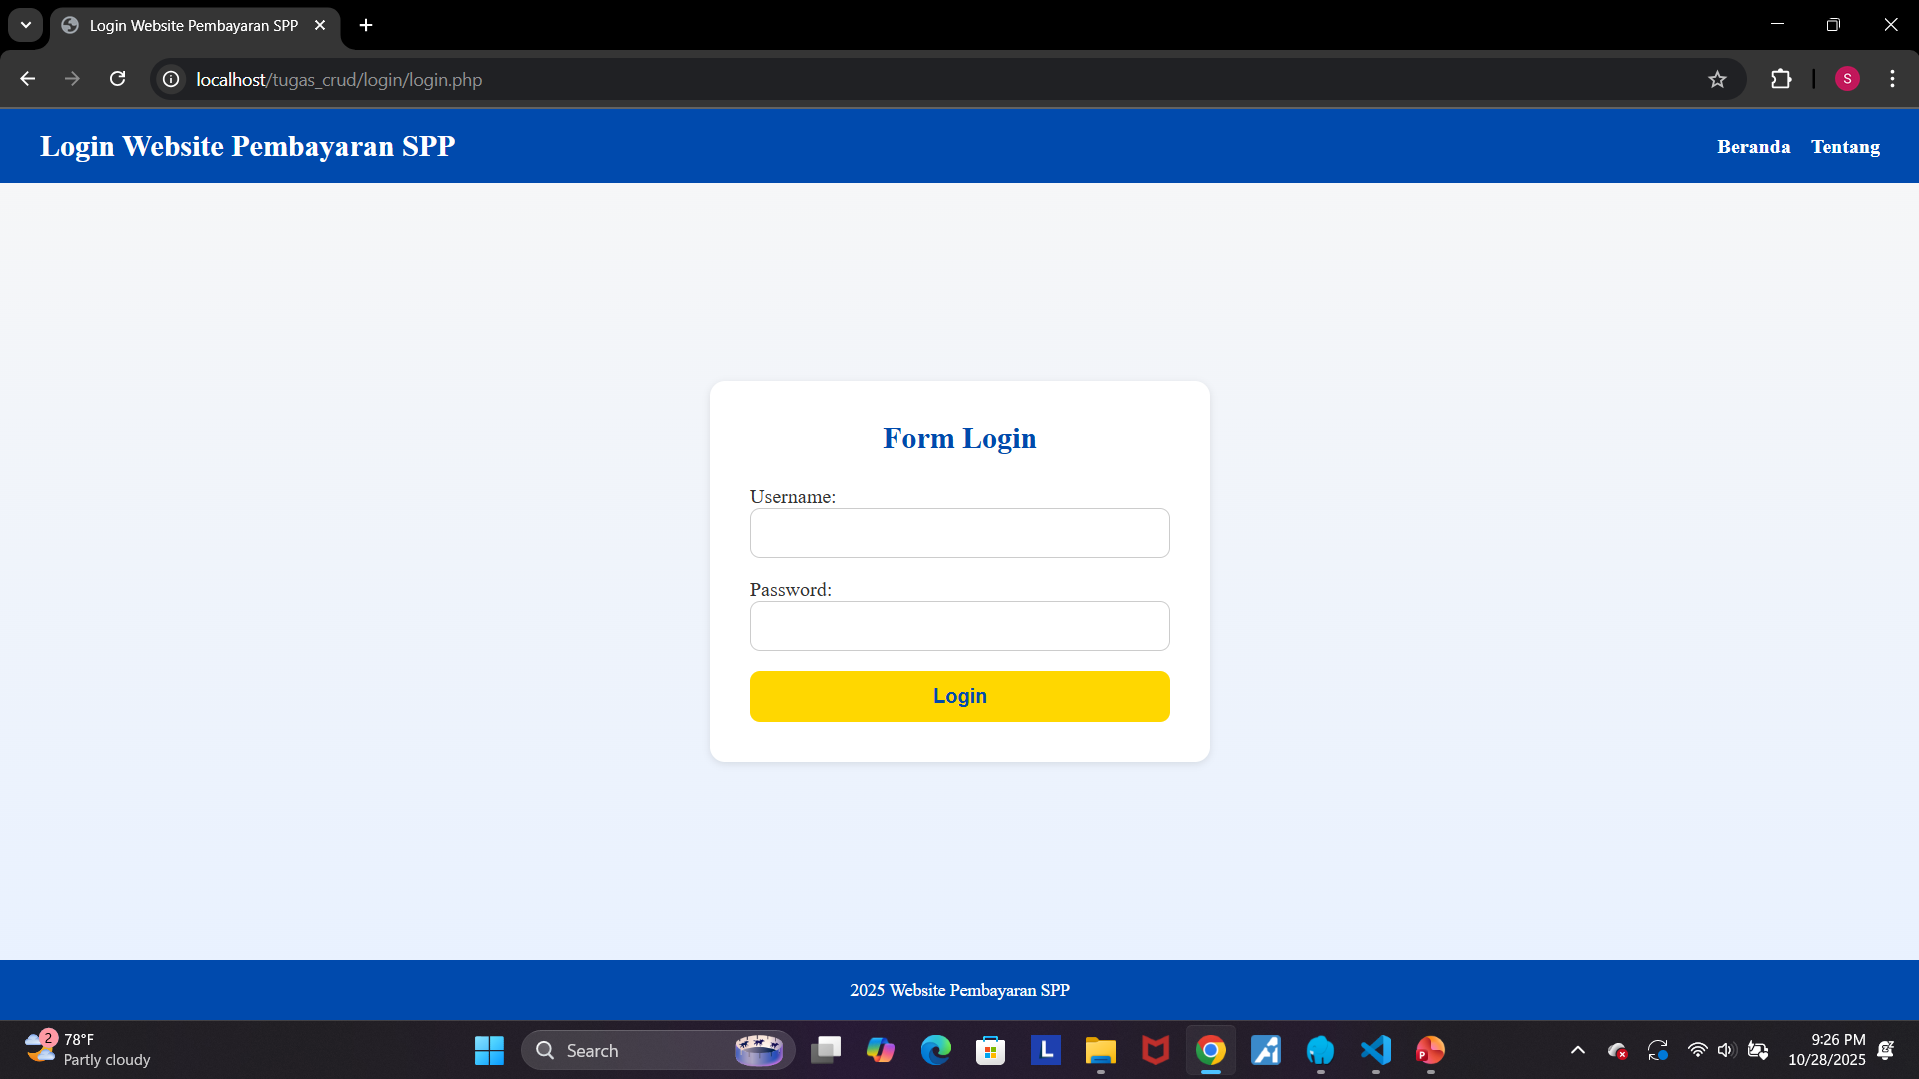 Login Website Pembayaran SPP
localhost/tugas_crud/login/login.php
S
Login Website Pembayaran SPP
Beranda Tentang
Form Login
Username:
Password:
Login
2025 Website Pembayaran SPP
2
78°F
Partly cloudy
Search
L
P
9:26 PM
10/28/2025